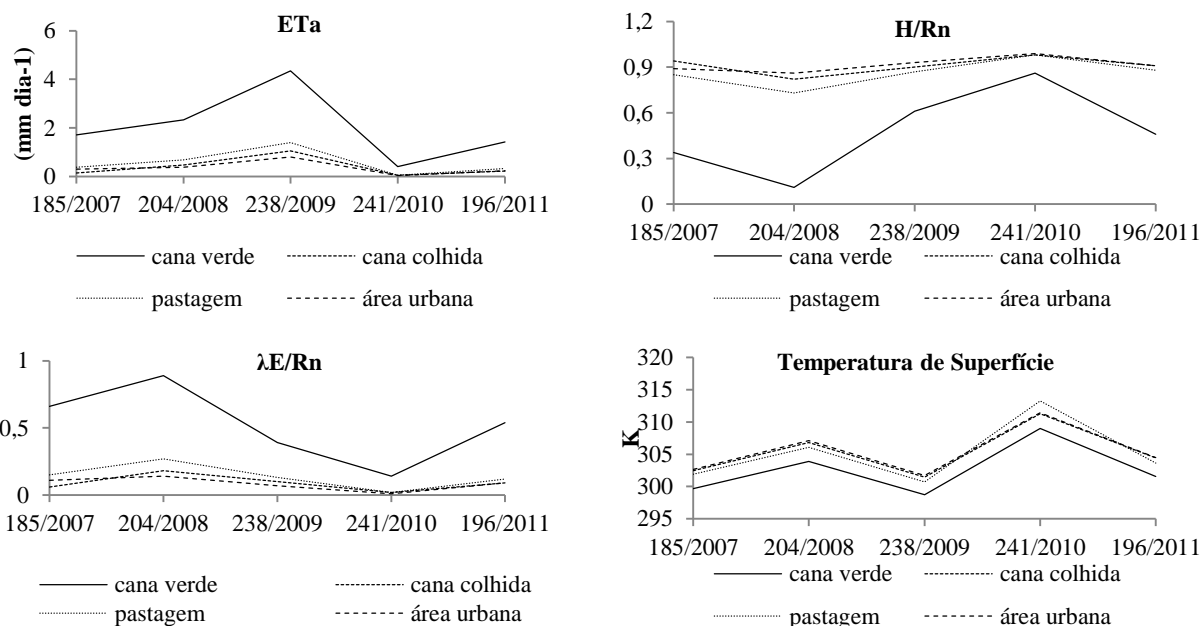 ETa
(mm dia-1)
6
4
2
0
185/2007 204/2008 238/2009 241/2010 196/2011
cana verde cana colhida
pastagem área urbana
H/Rn
1,2
0,9
0,6
0,3
0
185/2007 204/2008 238/2009 241/2010 196/2011
cana verde cana colhida
pastagem área urbana
λE/Rn
1
0,5
0
185/2007 204/2008 238/2009 241/2010 196/2011
cana verde cana colhida
pastagem área urbana
Temperatura de Superfície
K
320
315
310
305
300
295
185/2007 204/2008 238/2009 241/2010 196/2011
cana verde cana colhida
pastagem área urbana